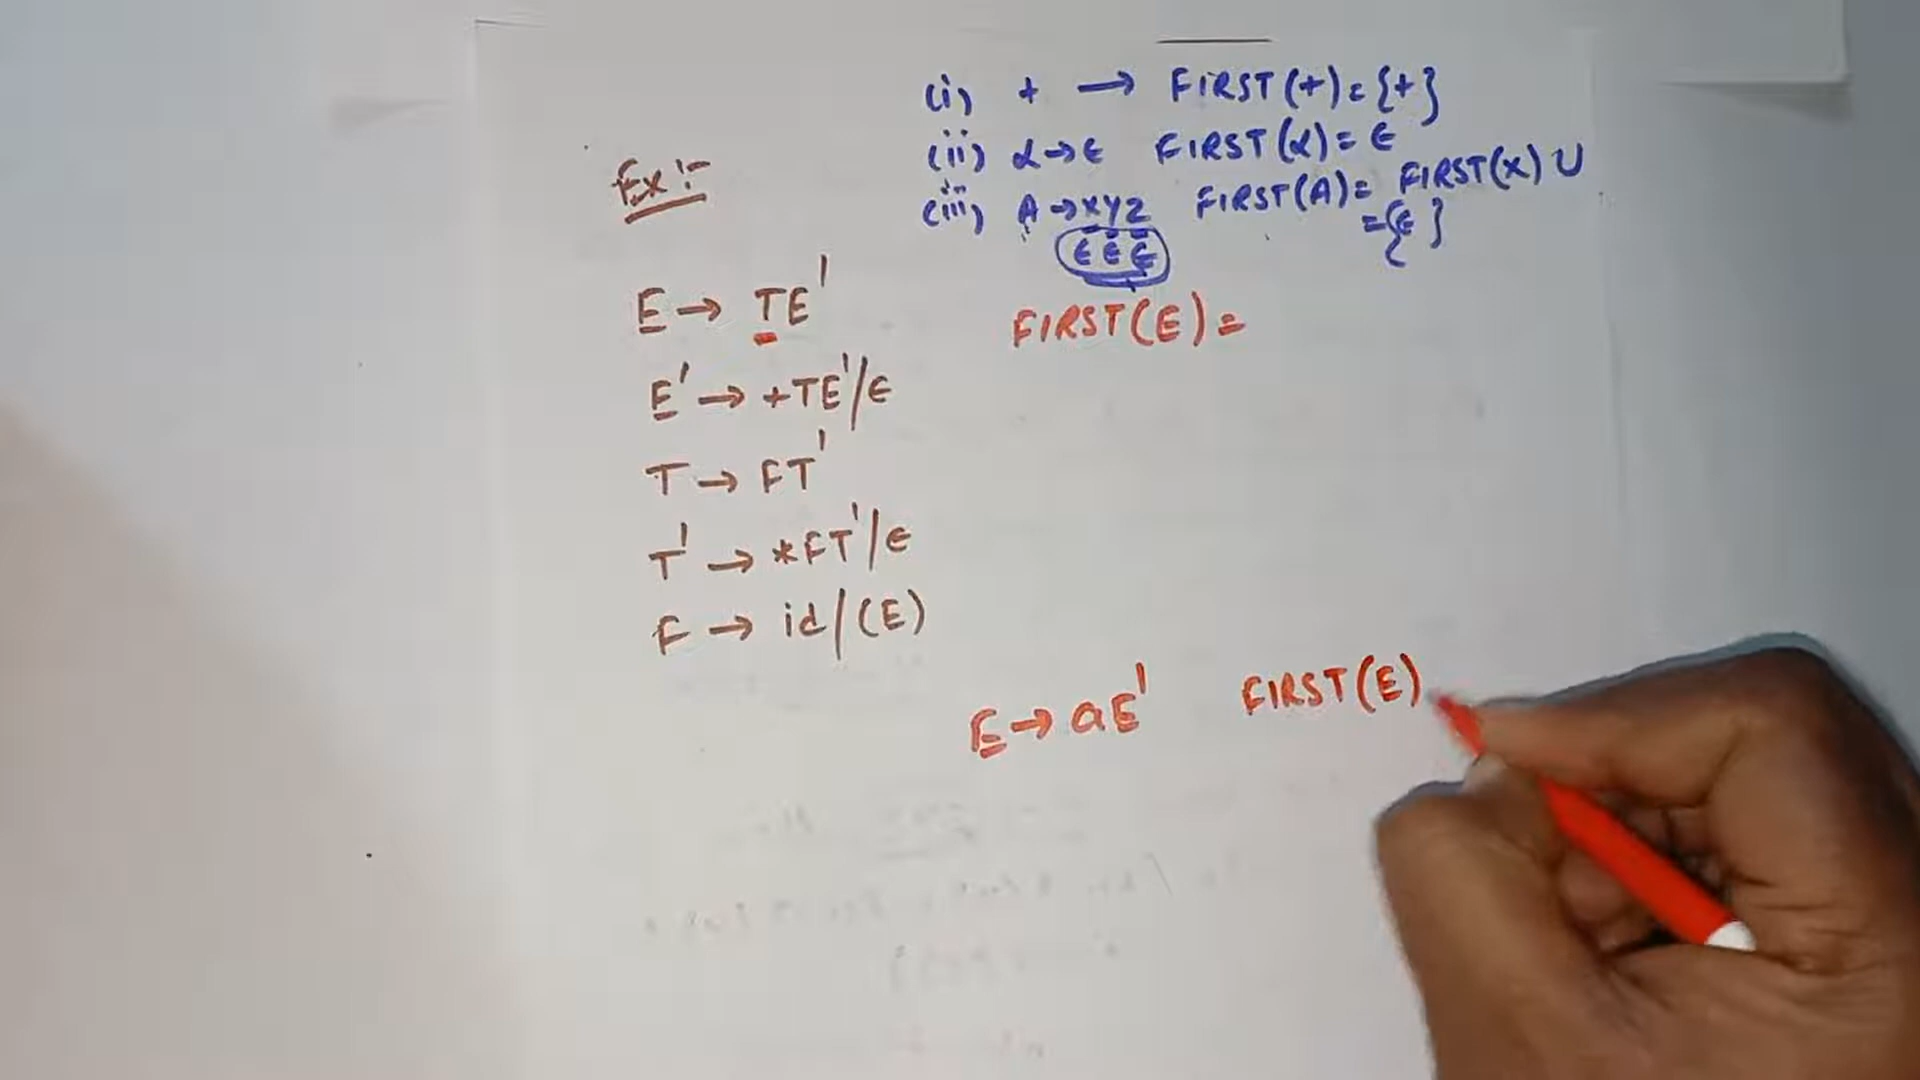 (i) + → FIRST(+)={+}
(ii) α→ε FIRST(α)= ε
(iii) A→XYZ FIRST(A)= FIRST(X) U
ε ε ε ={ε}
Ex:-
E → TE'
FIRST(E)=
E' → +TE'/ε
T → FT'
T' → *FT'/ε
F → id/(E)
E → aE' FIRST(E)